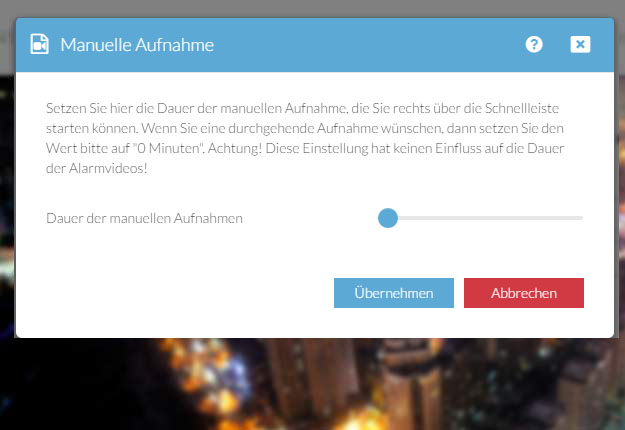 Manuelle Aufnahme
Setzen Sie hier die Dauer der manuellen Aufnahme, die Sie rechts über die Schnellleiste
starten können. Wenn Sie eine durchgehende Aufnahme wünschen, dann setzen Sie den
Wert bitte auf "0 Minuten". Achtung! Diese Einstellung hat keinen Einfluss auf die Dauer
der Alarmvideos!
Dauer der manuellen Aufnahmen
Übernehmen Abbrechen